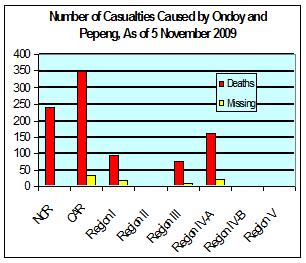 Number of Casualties Caused by Ondoy and
Pepeng, As of 5 November 2009
400
350
300
250
200
150
100
50
0
Deaths
Missing
NCR
CAR
Region I
Region II
Region III
Region IV-A
Region IV-B
Region V